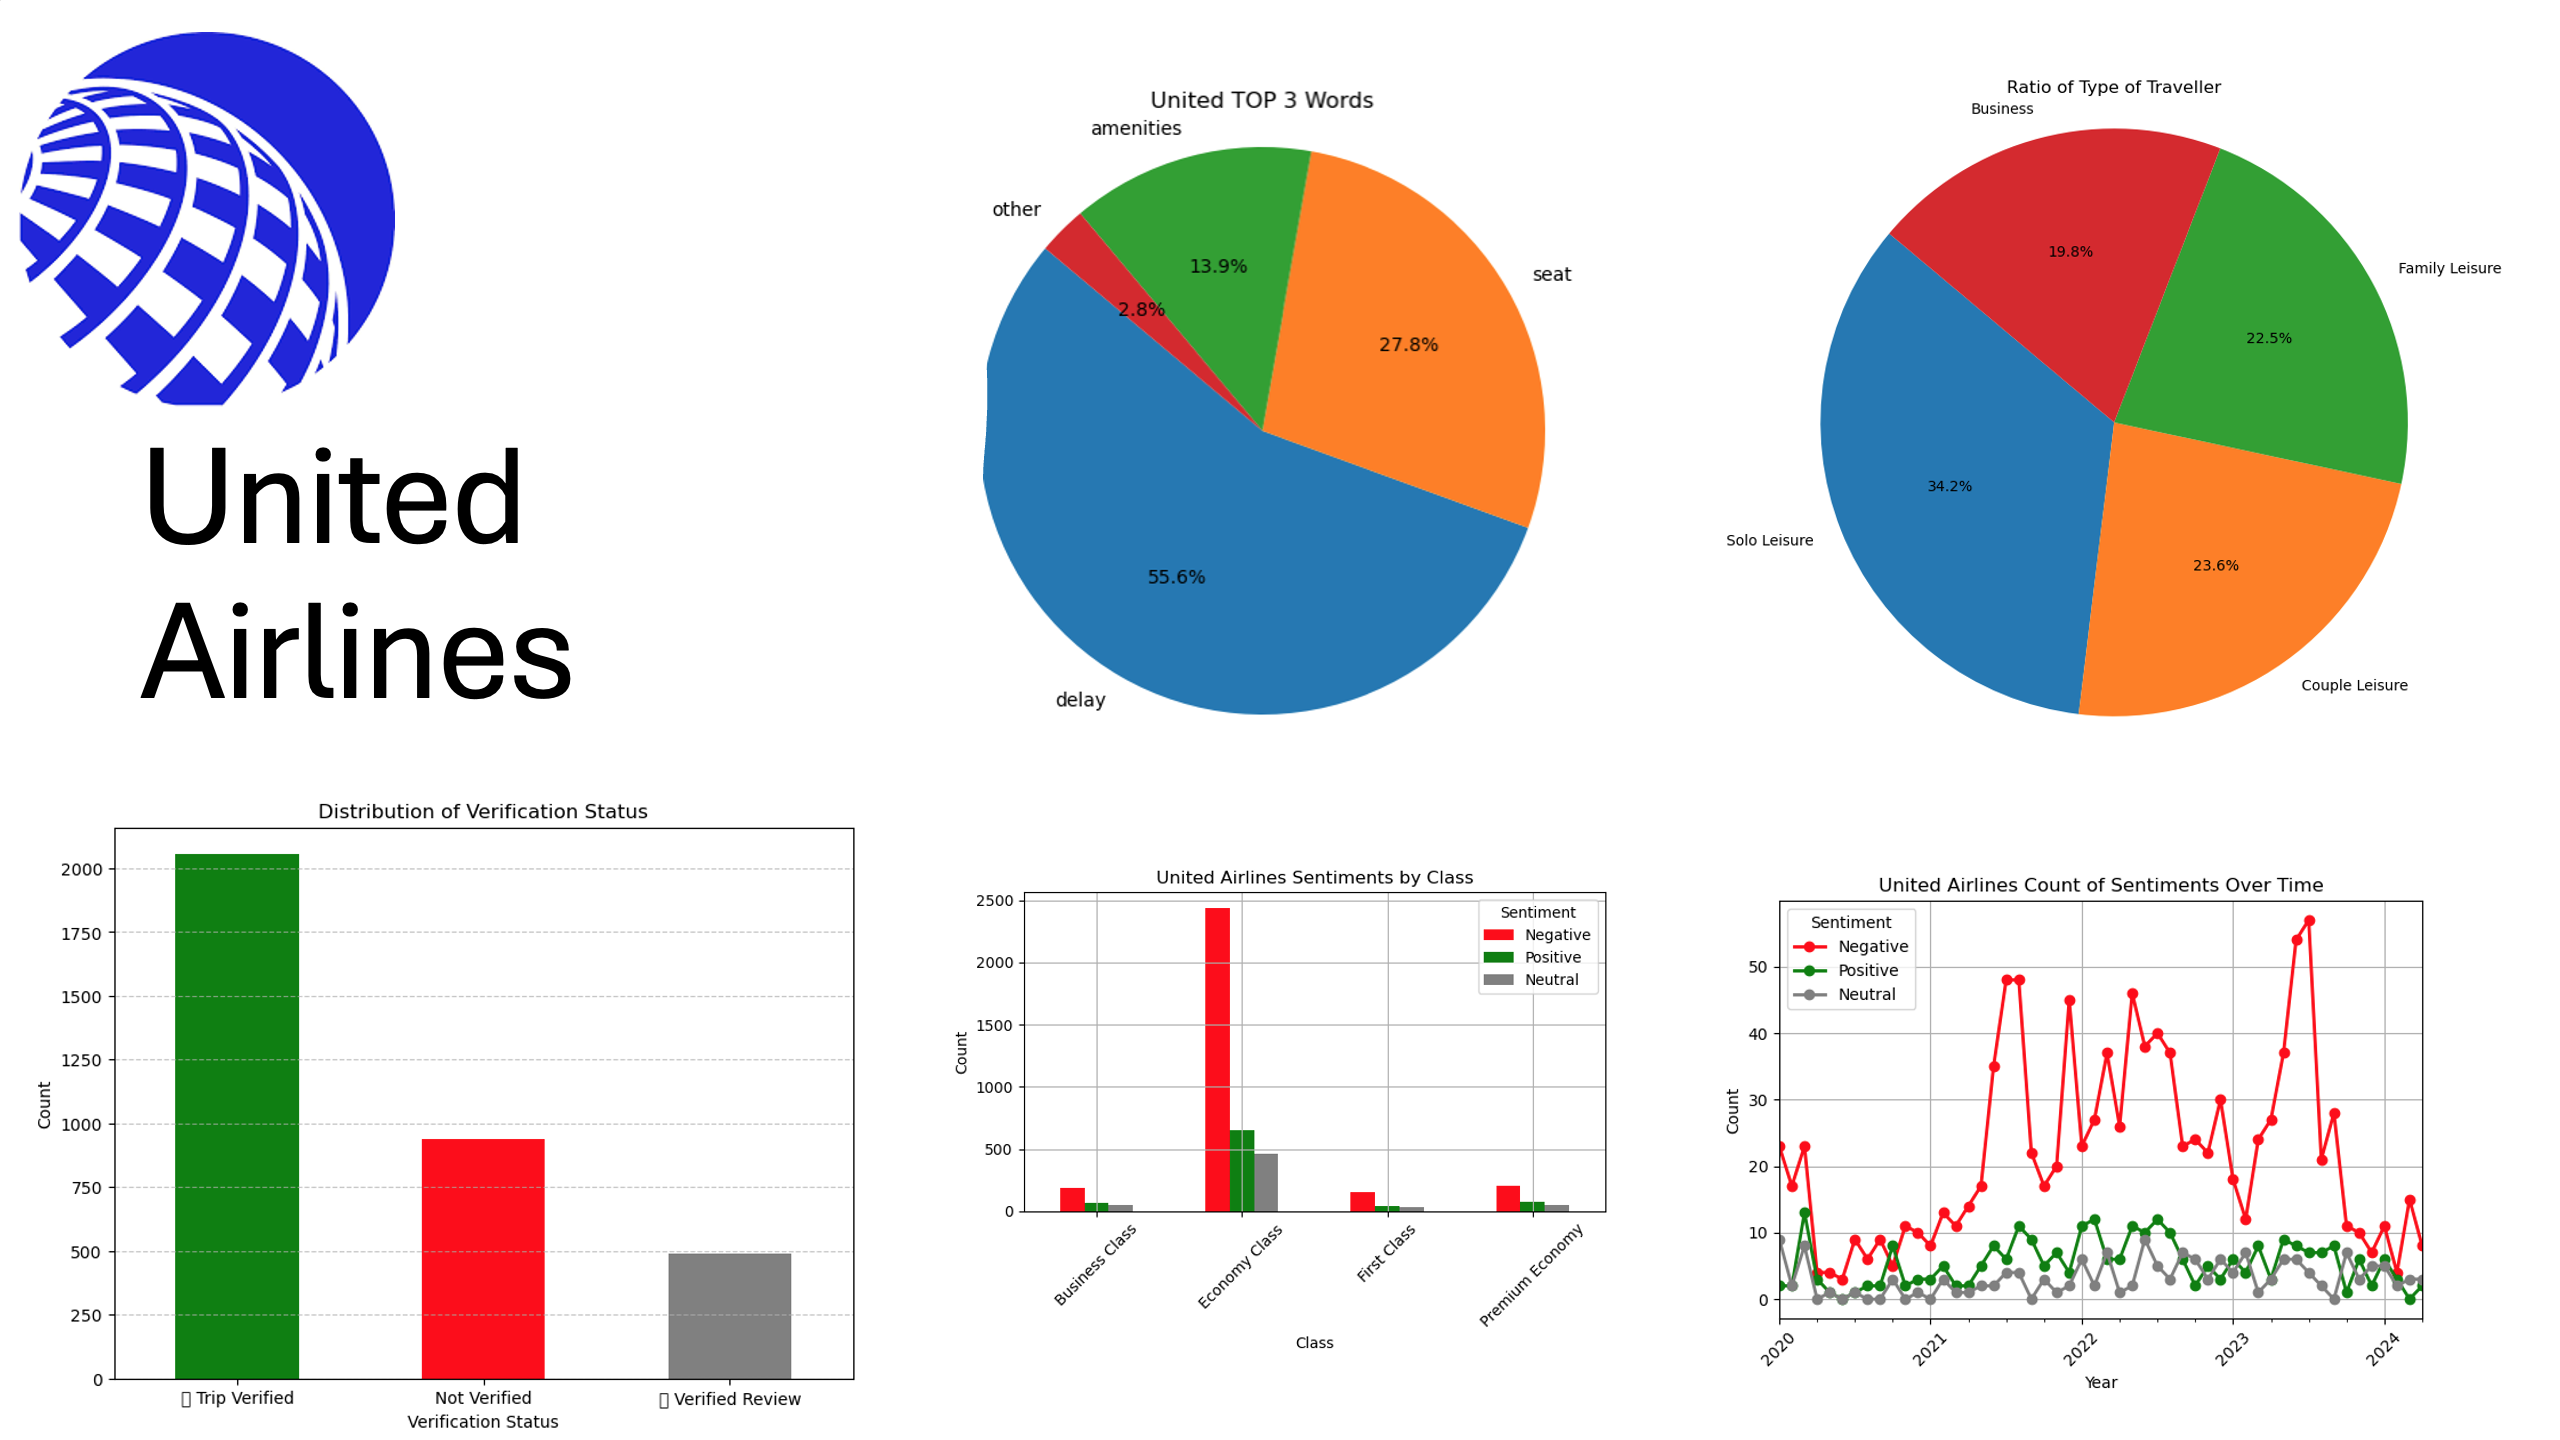 United
Airlines
United TOP 3 Words
amenities
other
seat
delay
13.9%
2.8%
27.8%
55.6%
Ratio of Type of Traveller
Business
Family Leisure
Solo Leisure
Couple Leisure
19.8%
22.5%
34.2%
23.6%
Distribution of Verification Status
Count
2000
1750
1500
1250
1000
750
500
250
0
Trip Verified
Not Verified
Verified Review
Verification Status
United Airlines Sentiments by Class
Sentiment
Negative
Positive
Neutral
Count
2500
2000
1500
1000
500
0
Business Class
Economy Class
First Class
Premium Economy
Class
United Airlines Count of Sentiments Over Time
Sentiment
Negative
Positive
Neutral
Count
50
40
30
20
10
0
2020
2021
2022
2023
2024
Year